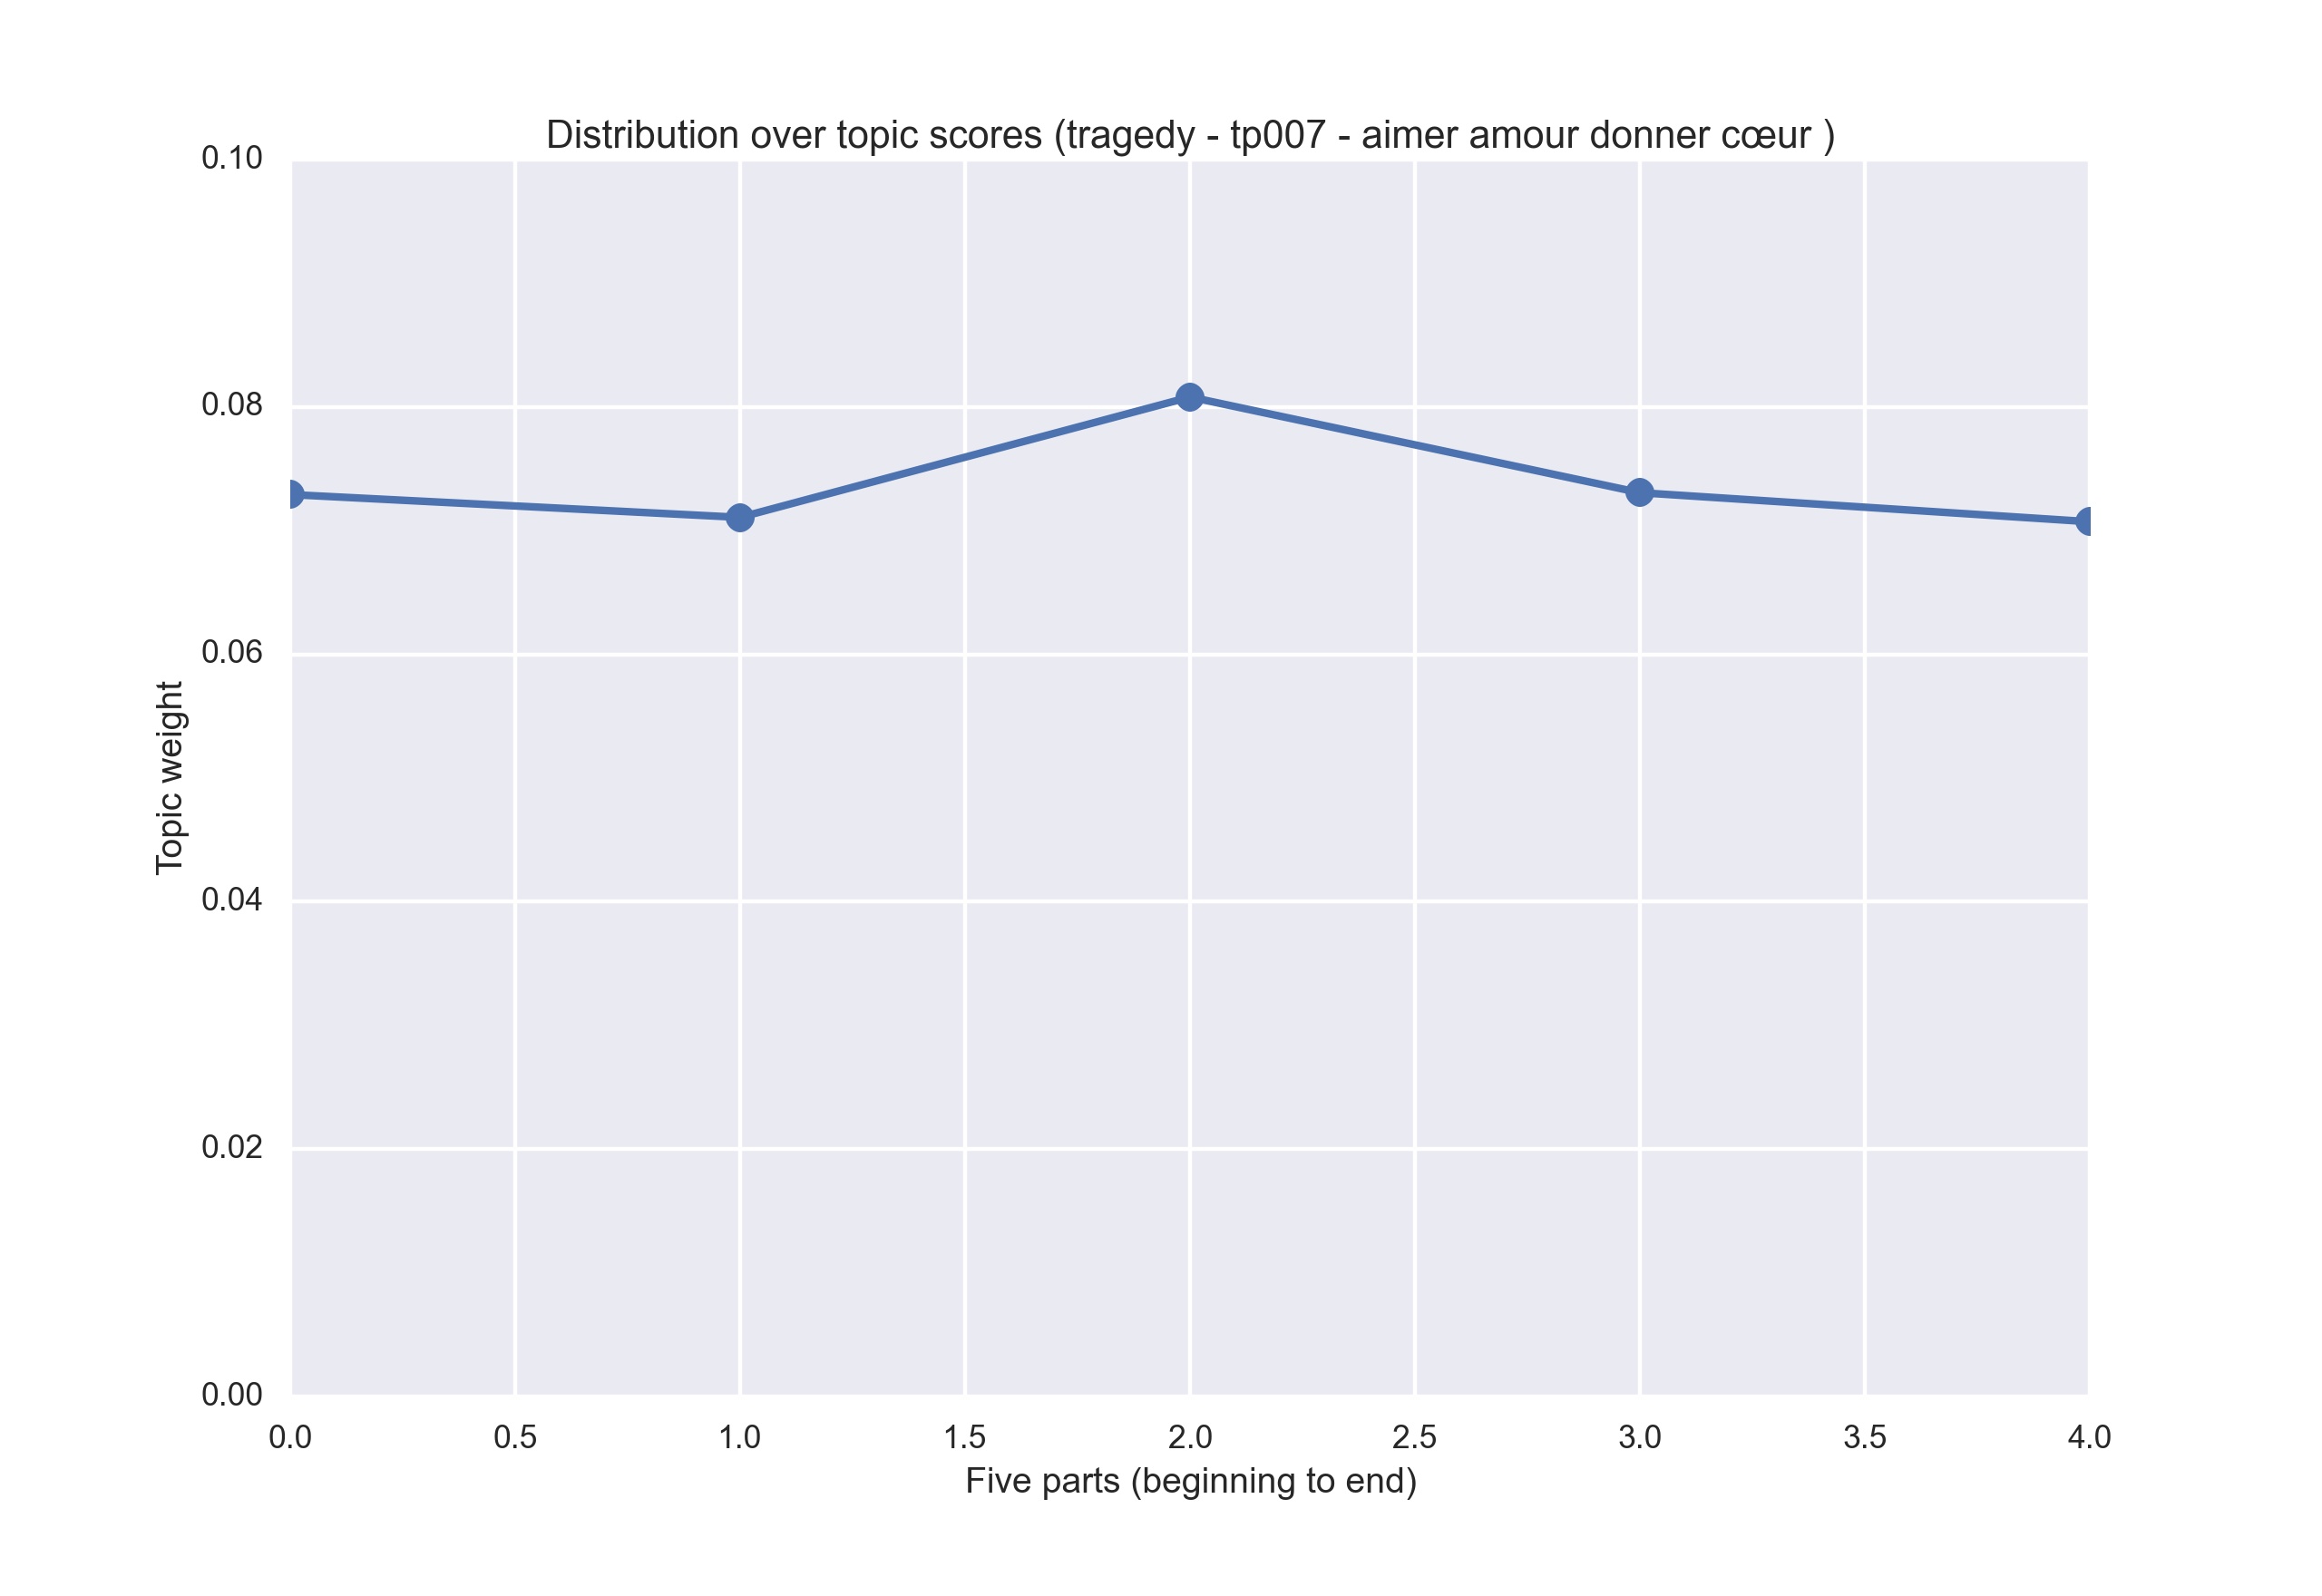 Distribution over topic scores (tragedy - tp007 - aimer amour donner cœur )
0.10
0.08
0.06
0.04
0.02
0.00
Topic weight
0.0 0.5 1.0 1.5 2.0 2.5 3.0 3.5 4.0
Five parts (beginning to end)